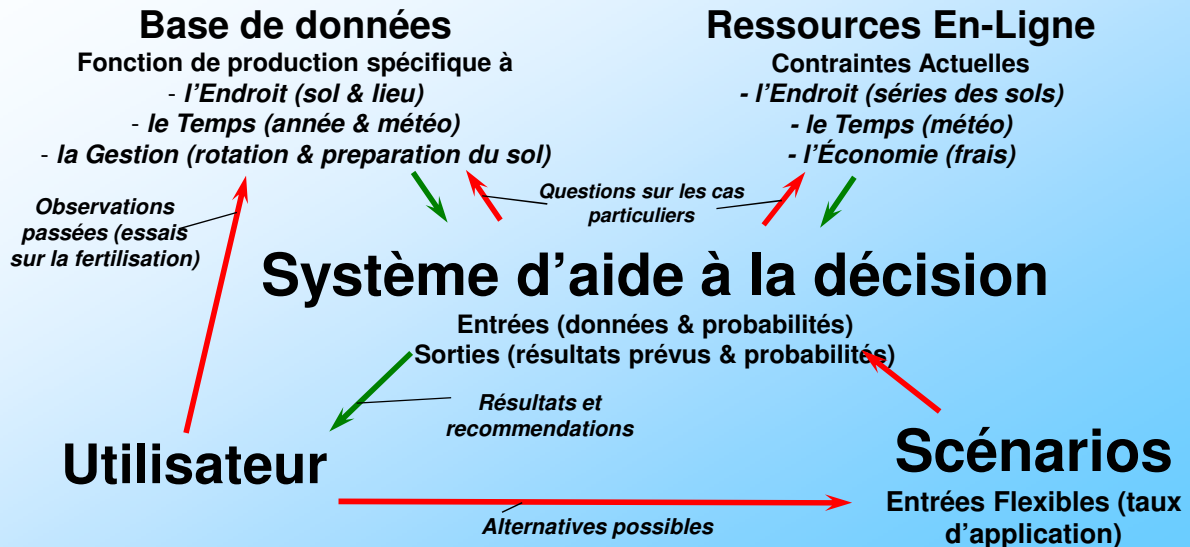 Base de données
Fonction de production spécifique à
- l'Endroit (sol & lieu)
- le Temps (année & météo)
- la Gestion (rotation & preparation du sol)
Ressources En-Ligne
Contraintes Actuelles
- l'Endroit (séries des sols)
- le Temps (météo)
- l'Économie (frais)
Observations
passées (essais
sur la fertilisation)
Questions sur les cas
particuliers
Système d'aide à la décision
Entrées (données & probabilités)
Sorties (résultats prévus & probabilités)
Résultats et
recommendations
Utilisateur
Scénarios
Entrées Flexibles (taux
d'application)
Alternatives possibles